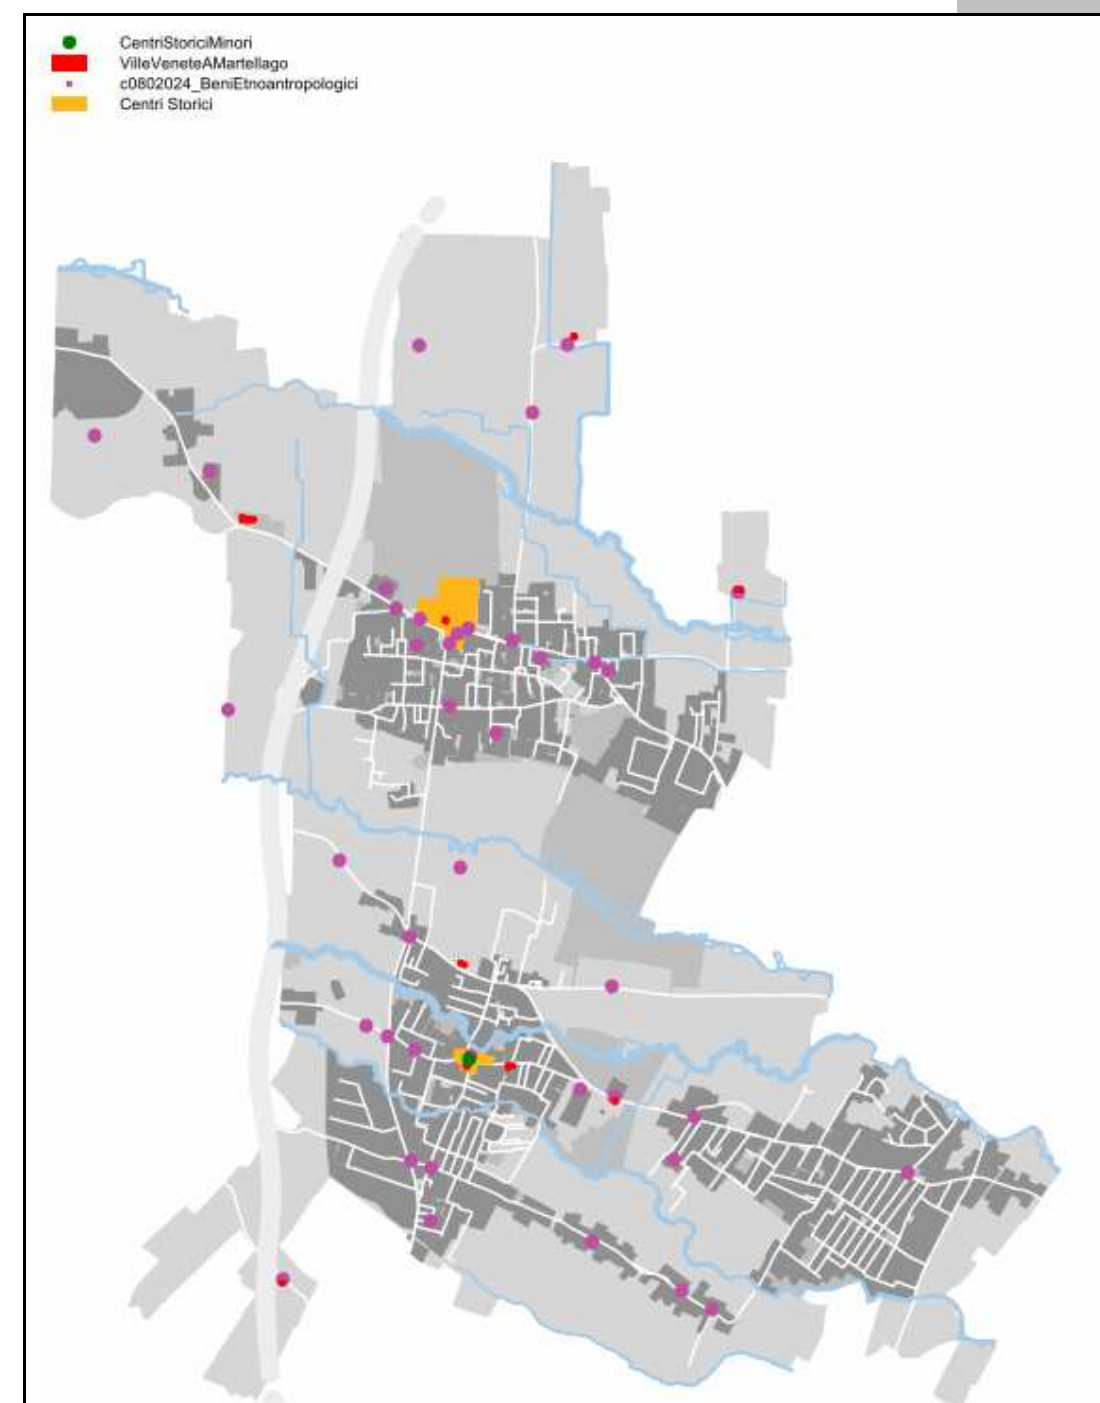 CentriStoriciMinori
VilleVeneteAMartellago
c0802024_BeniEtnoantropologici
Centri Storici